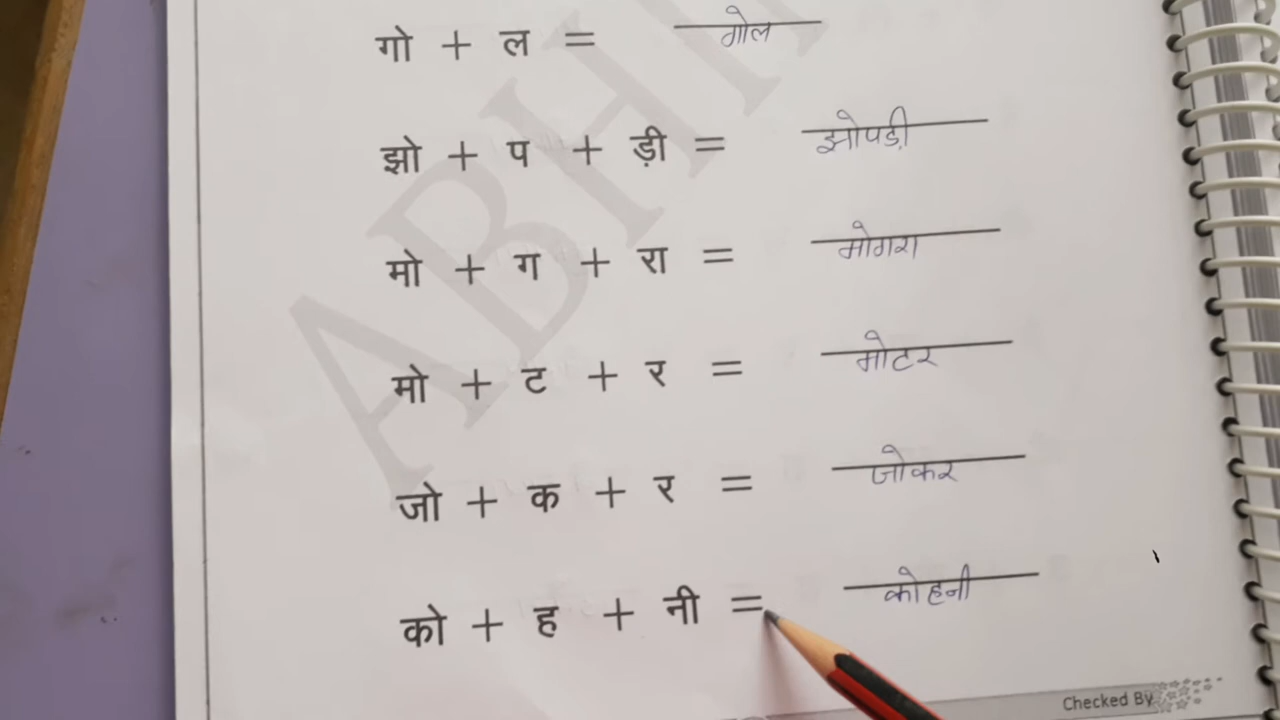 गो + ल = गोल
झो + प + ड़ी = झोपड़ी
मो + ग + रा = मोगरा
मो + ट + र = मोटर
जो + क + र = जोकर
को + ह + नी = कोहनी
Checked By